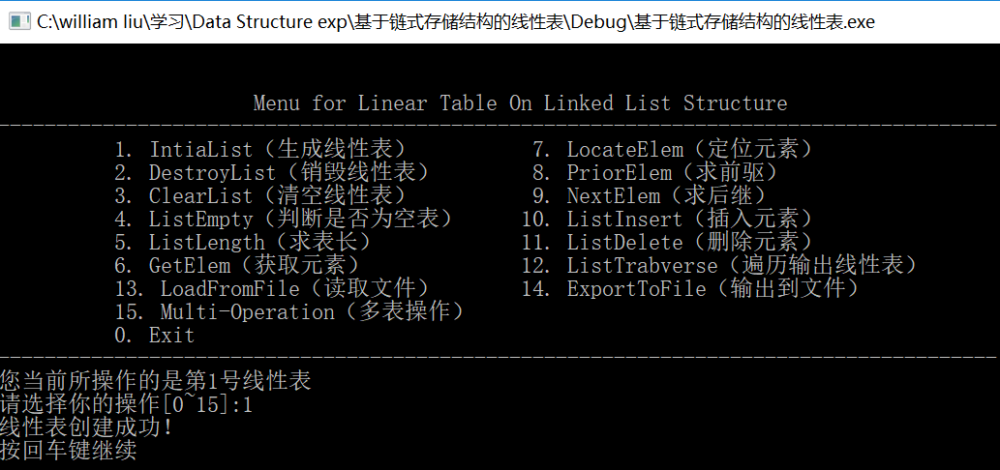 C:\william liu\学习\Data Structure exp\基于链式存储结构的线性表\Debug\基于链式存储结构的线性表.exe
Menu for Linear Table On Linked List Structure
1. IntiaList（生成线性表） 7. LocateElem（定位元素）
2. DestroyList（销毁线性表） 8. PriorElem（求前驱）
3. ClearList（清空线性表） 9. NextElem（求后继）
4. ListEmpty（判断是否为空表） 10. ListInsert（插入元素）
5. ListLength（求表长） 11. ListDelete（删除元素）
6. GetElem（获取元素） 12. ListTrabverse（遍历输出线性表）
13. LoadFromFile（读取文件） 14. ExportToFile（输出到文件）
15. Multi-Operation（多表操作）
0. Exit
您当前所操作的是第1号线性表
请选择你的操作[0~15]:1
线性表创建成功！
按回车键继续